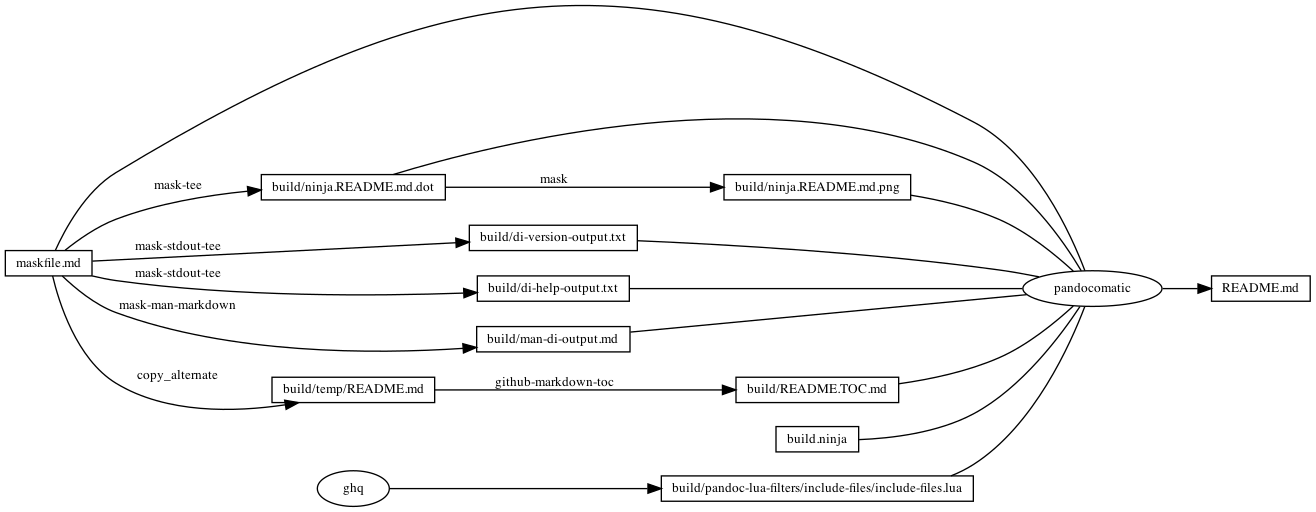 mask-tee
build/ninja.README.md.dot
mask
build/ninja.README.md.png
mask-stdout-tee
build/di-version-output.txt
maskfile.md
mask-stdout-tee
build/di-help-output.txt
pandocomatic
README.md
mask-man-markdown
build/man-di-output.md
copy_alternate
build/temp/README.md
github-markdown-toc
build/README.TOC.md
build.ninja
ghq
build/pandoc-lua-filters/include-files/include-files.lua